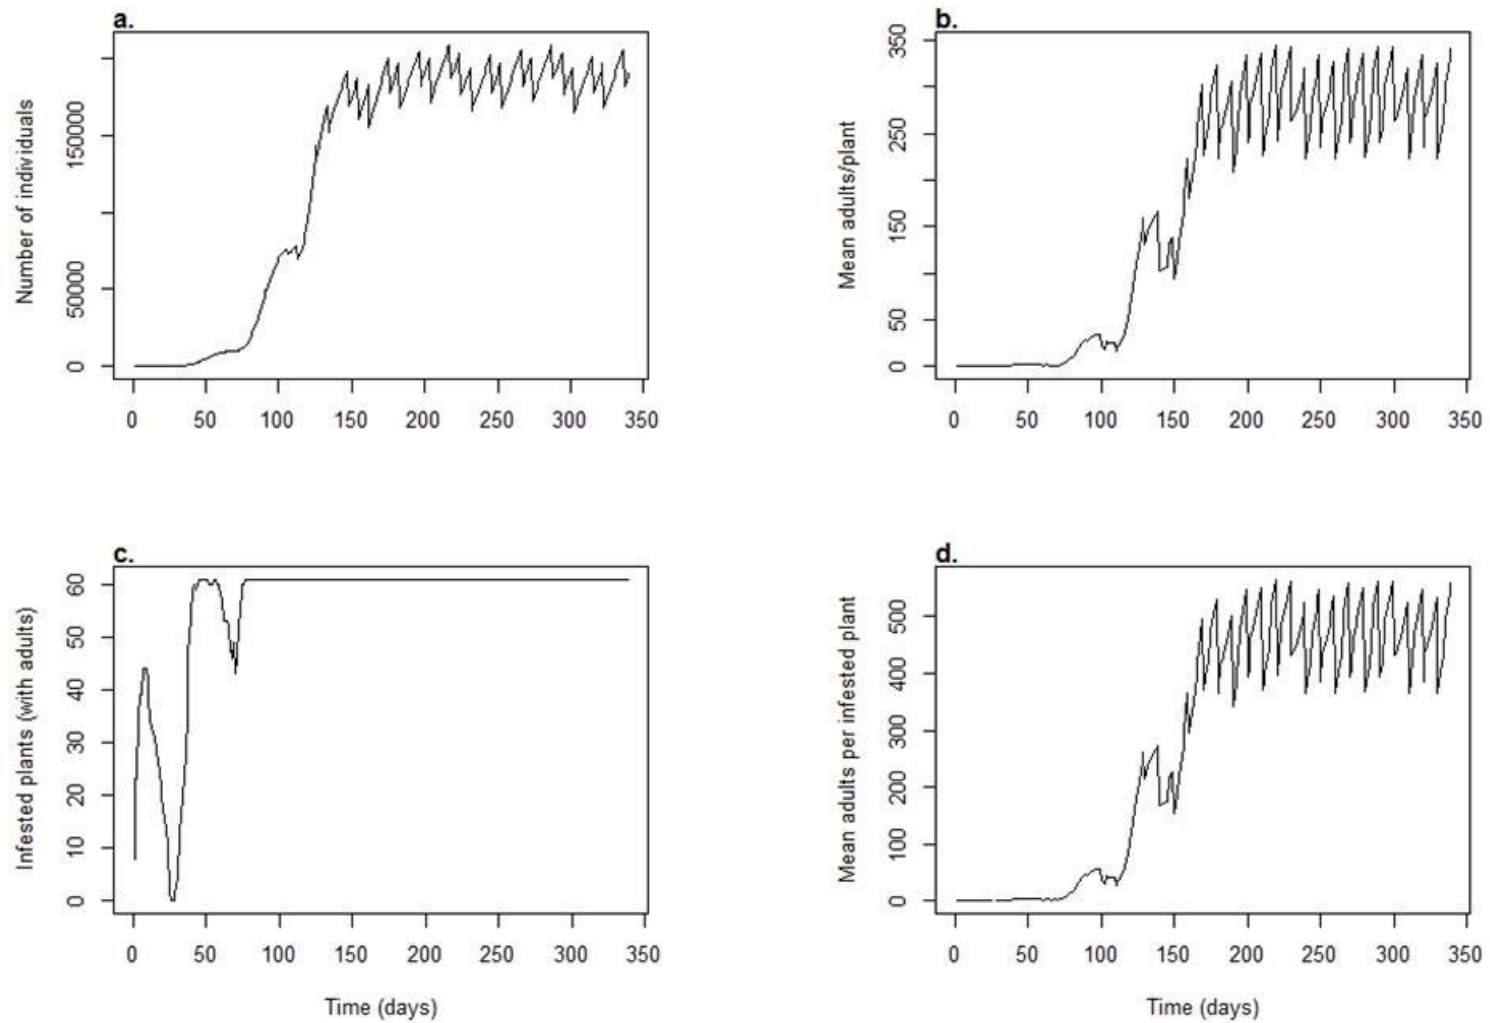 a.
Number of individuals
0 50000 150000
0 50 100 150 200 250 300 350
b.
Mean adults/plant
0 50 150 250 350
0 50 100 150 200 250 300 350
c.
Infested plants (with adults)
0 10 20 30 40 50 60
0 50 100 150 200 250 300 350
Time (days)
d.
Mean adults per infested plant
0 100 200 300 400 500
0 50 100 150 200 250 300 350
Time (days)